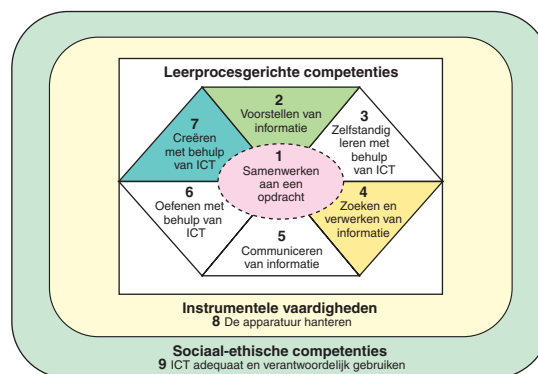 Leerprocesgerichte competenties
2
Voorstellen van
informatie
3
Zelfstandig
leren met
behulp
van ICT
7
Creëren
met behulp
van ICT
1
Samenwerken
aan een
opdracht
6
Oefenen met
behulp van
ICT
4
Zoeken en
verwerken van
informatie
5
Communiceren
van informatie
Instrumentele vaardigheden
8 De apparatuur hanteren
Sociaal-ethische competenties
9 ICT adequaat en verantwoordelijk gebruiken